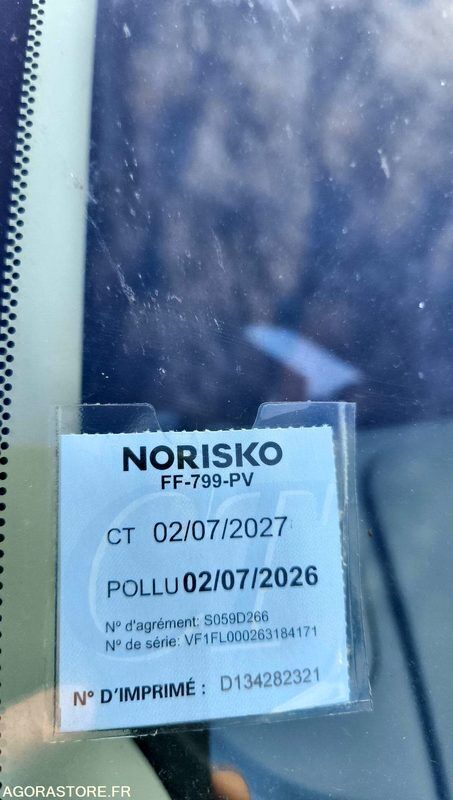 NORISKO
FF-799-PV
CT 02/07/2027
POLLU 02/07/2026
N° d'agrément: S059D266
N° de série: VF1FL000263184171
N° D'IMPRIMÉ : D134282321
AGORASTORE.FR